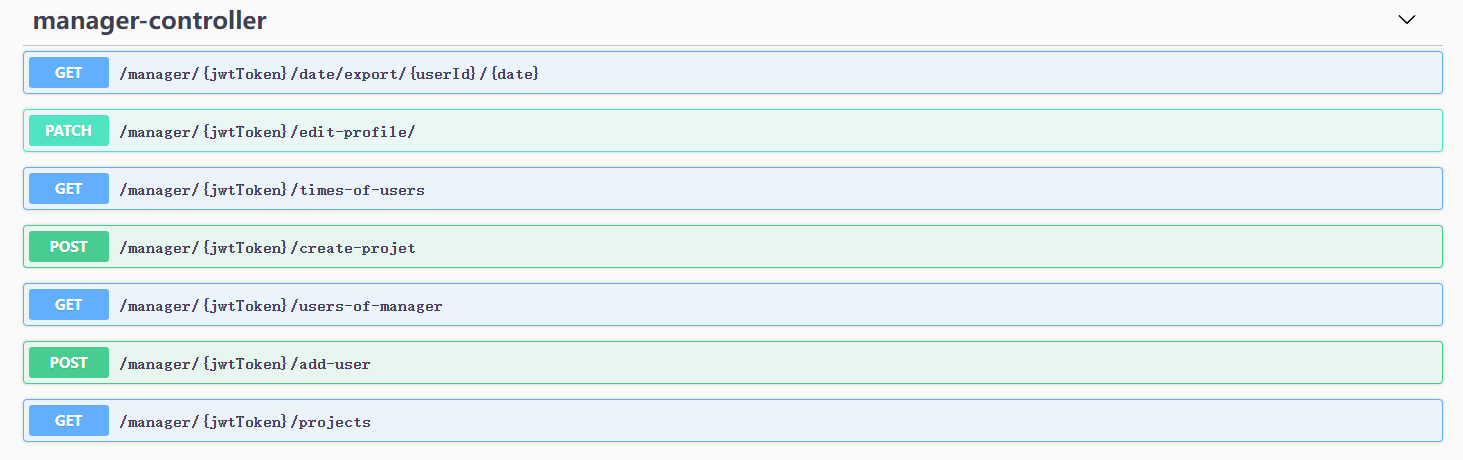 manager-controller
GET /manager/{jwtToken}/date/export/{userId}/{date}
PATCH /manager/{jwtToken}/edit-profile/
GET /manager/{jwtToken}/times-of-users
POST /manager/{jwtToken}/create-projet
GET /manager/{jwtToken}/users-of-manager
POST /manager/{jwtToken}/add-user
GET /manager/{jwtToken}/projects